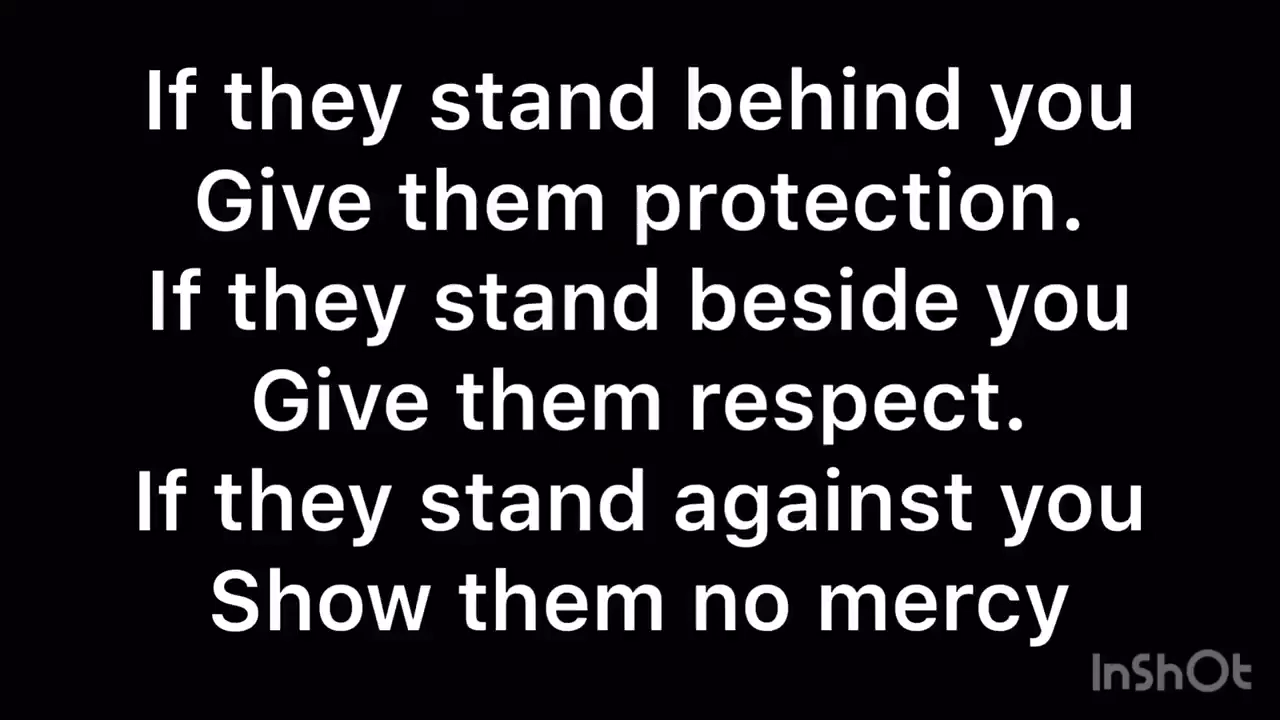 If they stand behind you
Give them protection.
If they stand beside you
Give them respect.
If they stand against you
Show them no mercy
InShOt